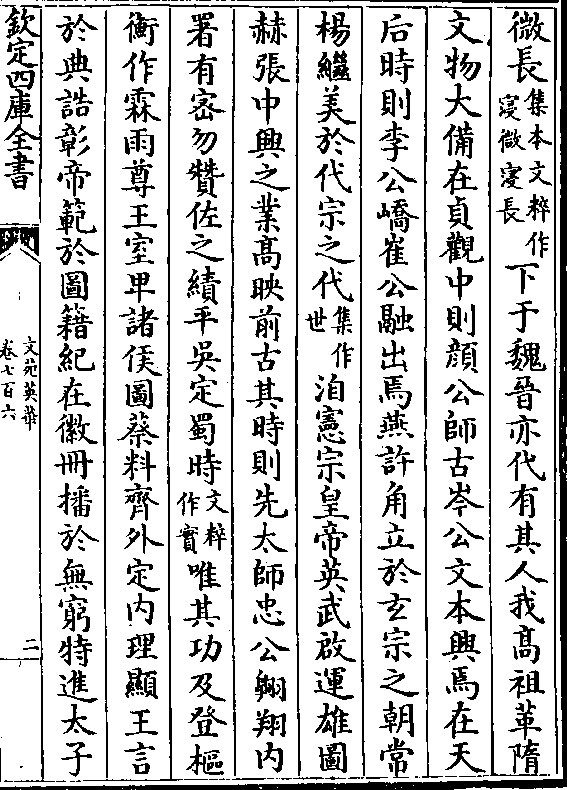 微長集本文粹作寖微寖長下于魏晉亦代有其人我髙祖革隋
文物大備在貞觀中則顔公師古岑公文本興焉在天
后時則李公嶠崔公融出焉燕許角立於玄宗之朝常
楊繼美於代宗之代集作世洎憲宗皇帝英武啟運雄圖
赫張中興之業髙映前古其時則先太師忠公翺翔内
署有宻勿贊佐之績平吳定蜀時文粹作實唯其功及登樞
衡作霖雨尊王室卑諸侯圖蔡料齊外定内理顯王言
於典誥彰帝範於圖籍紀在徽冊播於無窮特進太子
欽定四庫全書
文苑英華
卷七百六
二